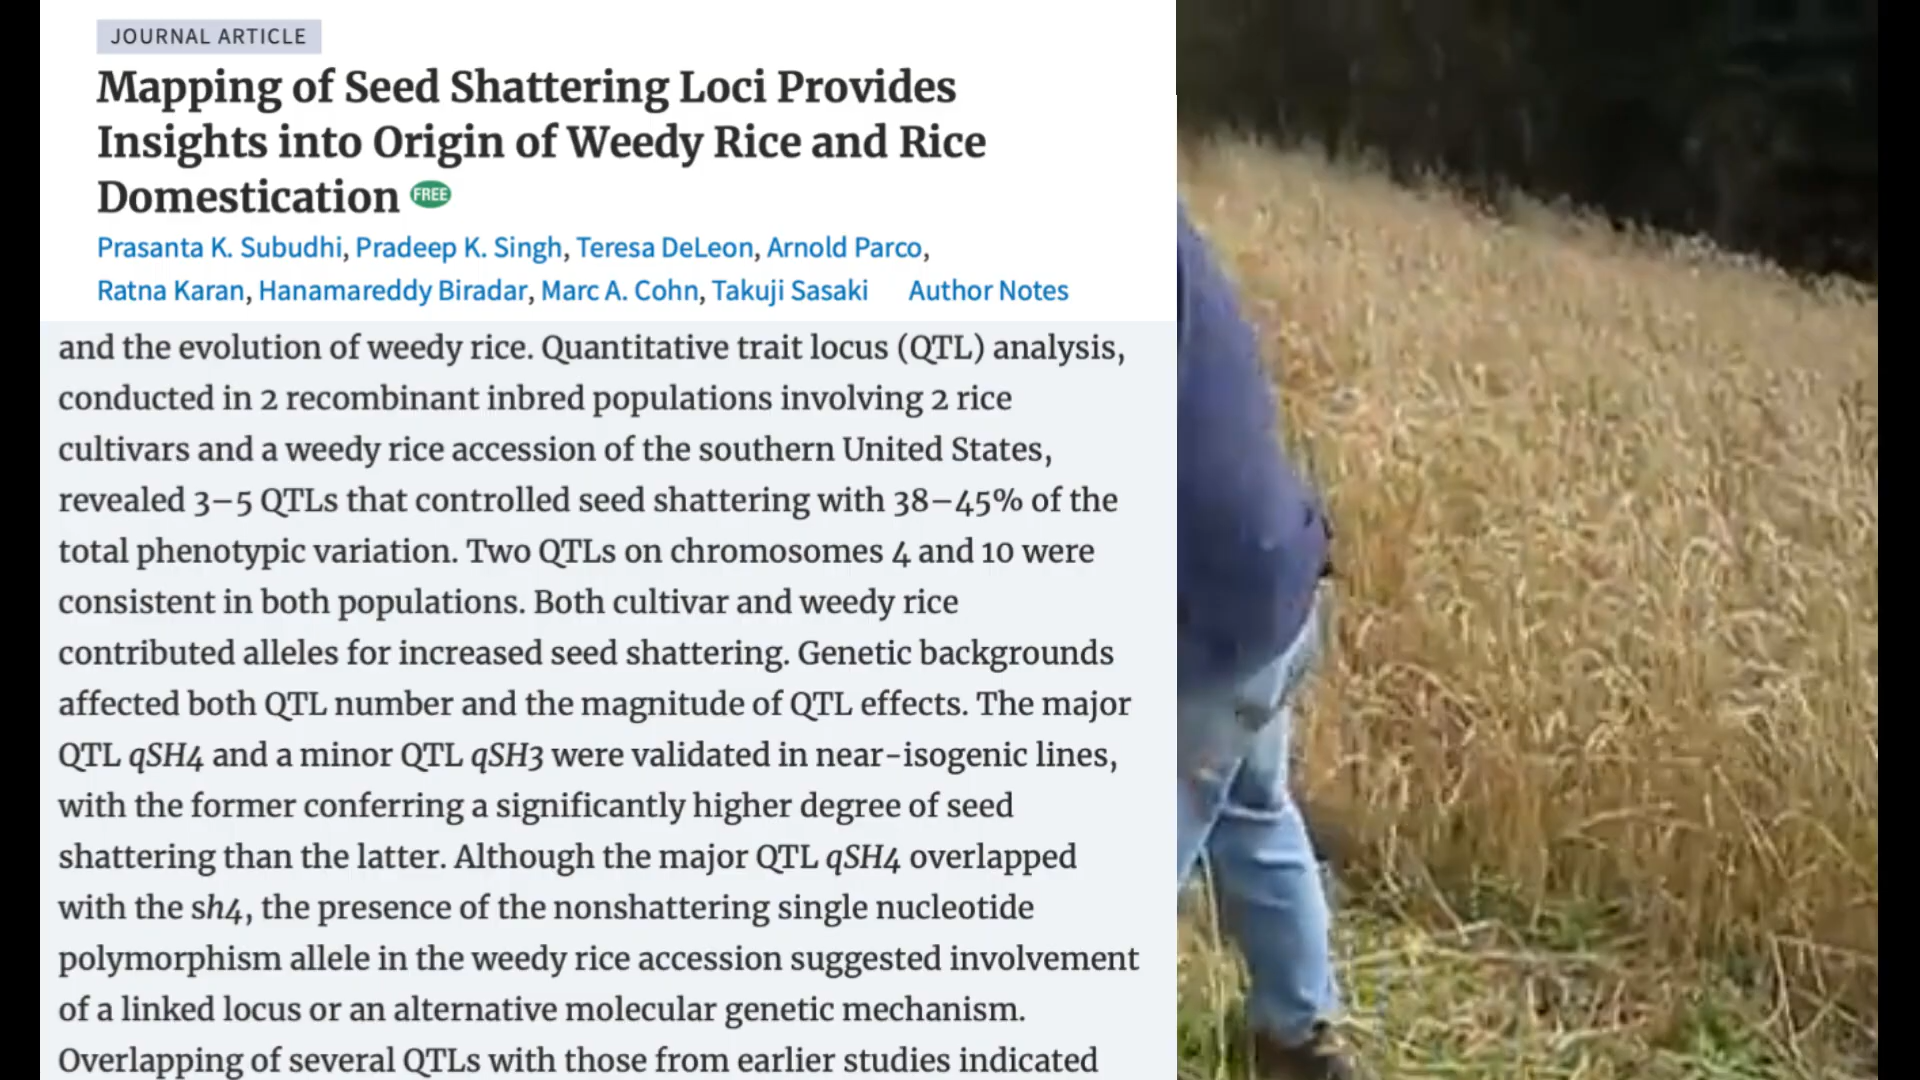 JOURNAL ARTICLE
Mapping of Seed Shattering Loci Provides
Insights into Origin of Weedy Rice and Rice
Domestication FREE
Prasanta K. Subudhi, Pradeep K. Singh, Teresa DeLeon, Arnold Parco,
Ratna Karan, Hanamareddy Biradar, Marc A. Cohn, Takuji Sasaki Author Notes
and the evolution of weedy rice. Quantitative trait locus (QTL) analysis,
conducted in 2 recombinant inbred populations involving 2 rice
cultivars and a weedy rice accession of the southern United States,
revealed 3–5 QTLs that controlled seed shattering with 38–45% of the
total phenotypic variation. Two QTLs on chromosomes 4 and 10 were
consistent in both populations. Both cultivar and weedy rice
contributed alleles for increased seed shattering. Genetic backgrounds
affected both QTL number and the magnitude of QTL effects. The major
QTL qSH4 and a minor QTL qSH3 were validated in near-isogenic lines,
with the former conferring a significantly higher degree of seed
shattering than the latter. Although the major QTL qSH4 overlapped
with the sh4, the presence of the nonshattering single nucleotide
polymorphism allele in the weedy rice accession suggested involvement
of a linked locus or an alternative molecular genetic mechanism.
Overlapping of several QTLs with those from earlier studies indicated